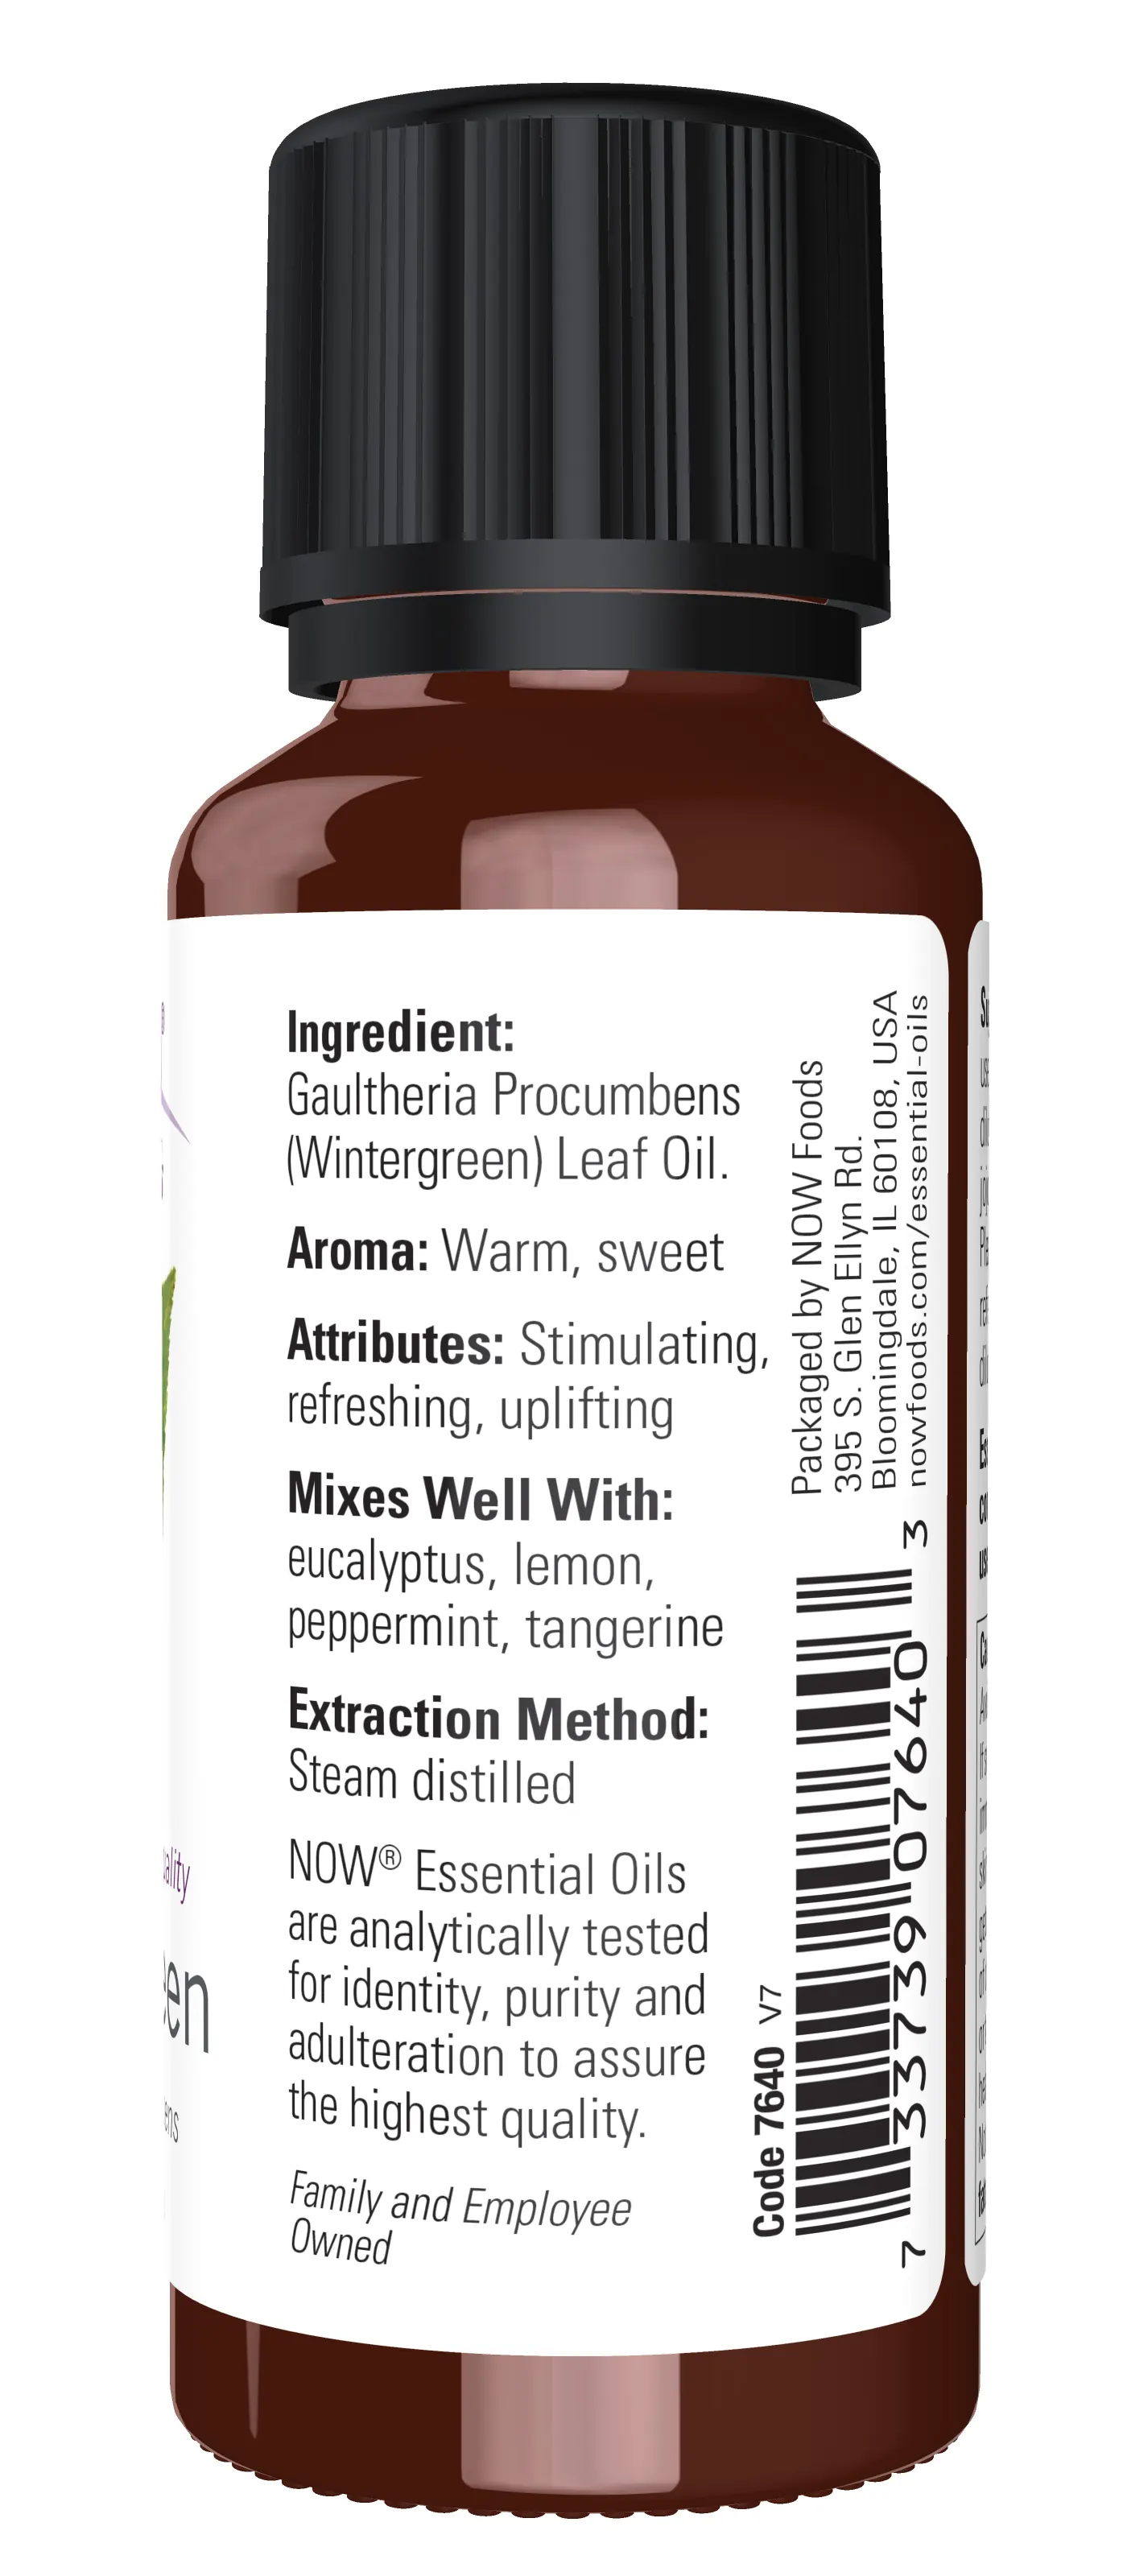 Ingredient:
Gaultheria Procumbens
(Wintergreen) Leaf Oil.
Aroma: Warm, sweet
Attributes: Stimulating,
refreshing, uplifting
Mixes Well With:
eucalyptus, lemon,
peppermint, tangerine
Extraction Method:
Steam distilled
NOW® Essential Oils
are analytically tested
for identity, purity and
adulteration to assure
the highest quality.
Family and Employee
Owned
Packaged by NOW Foods
395 S. Glen Ellyn Rd.
Bloomingdale, IL 60108, USA
nowfoods.com/essential-oils
Code 7640 V7
7 33739 07640 3